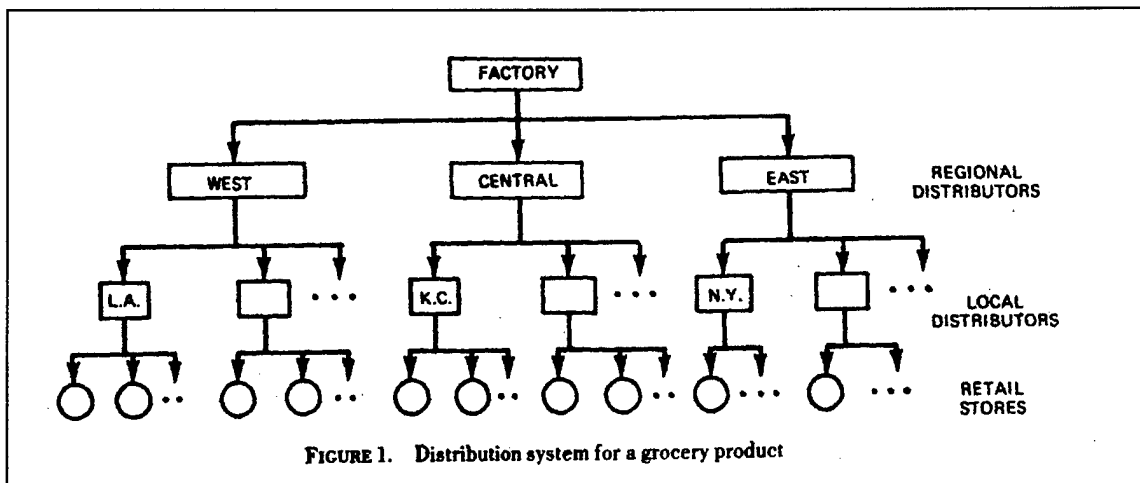 FACTORY
WEST
CENTRAL
EAST
REGIONAL
DISTRIBUTORS
L.A.
K.C.
N.Y.
LOCAL
DISTRIBUTORS
RETAIL
STORES
FIGURE 1. Distribution system for a grocery product